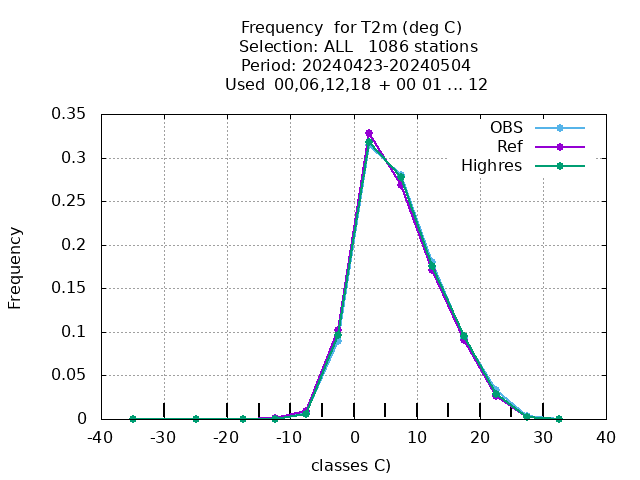 Frequency  for T2m (deg C)
Selection: ALL   1086 stations
Period: 20240423-20240504
Used  00,06,12,18  + 00 01 ... 12
0.35
0.3
0.25
0.2
0.15
0.1
0.05
0
Frequency
OBS
Ref
Highres
-40 -30 -20 -10 0 10 20 30 40
classes C)